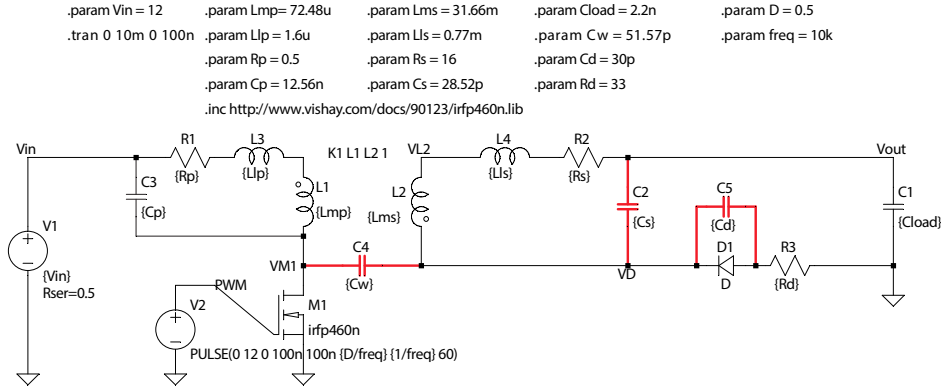 .param Vin = 12 .param Lmp= 72.48u .param Lms = 31.66m .param Cload = 2.2n .param D = 0.5
.tran 0 10m 0 100n .param Llp = 1.6u .param Lls = 0.77m .param Cw = 51.57p .param freq = 10k
.param Rp = 0.5 .param Rs = 16 .param Cd = 30p
.param Cp = 12.56n .param Cs = 28.52p .param Rd = 33
.inc http://www.vishay.com/docs/90123/irfp460n.lib
Vin R1 L3 K1 L1 L2 1 VL2 L4 R2 Vout
{Rp} {Llp} {Lls} {Rs}
C3 L1 L2 C2 C5 C1
{Cp} {Lmp} {Lms} {Cs} {Cd} {Cload}
V1 C4 D1 R3
VM1 VD
{Vin} {Cw} D {Rd}
Rser=0.5
V2 PWM M1
irfp460n
PULSE(0 12 0 100n 100n {D/freq} {1/freq} 60)